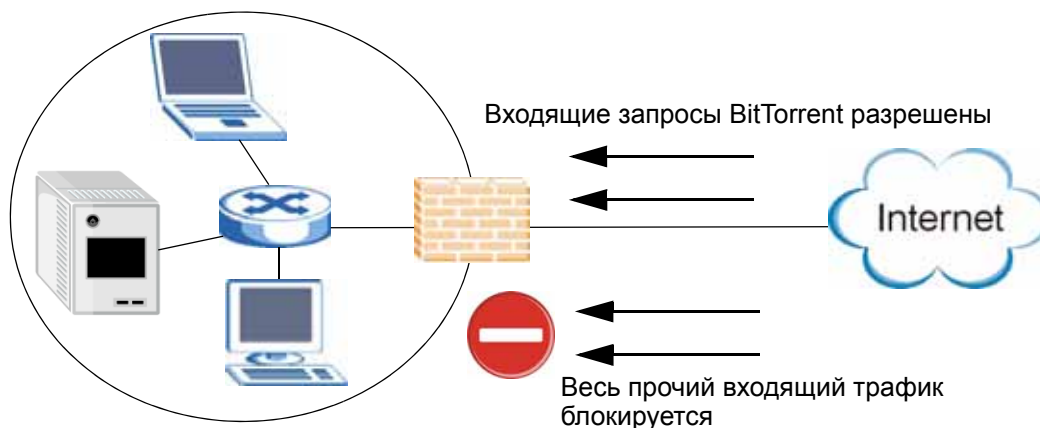 Входящие запросы BitTorrent разрешены
Internet
Весь прочий входящий трафик
блокируется